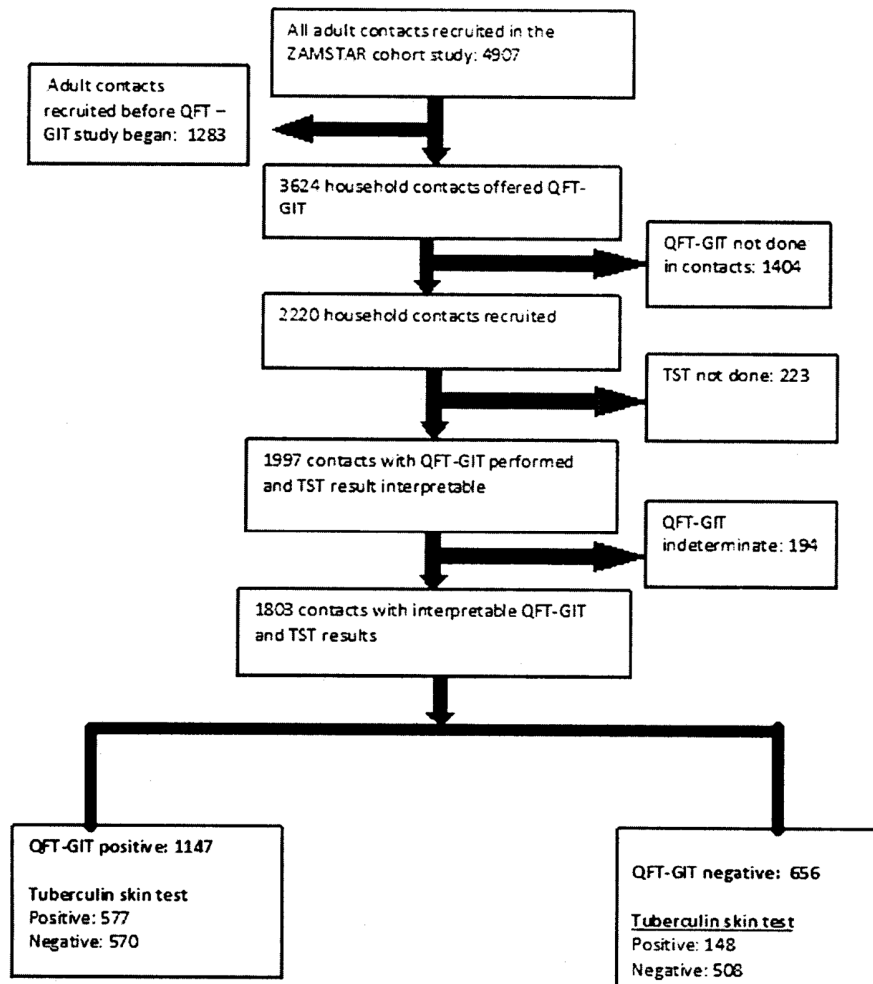 All adult contacts recruited in the
ZAMSTAR cohort study: 4907
Adult contacts
recruited before QFT –
GIT study began: 1283
3624 household contacts offered QFT-
GIT
QFT-GIT not done
in contacts: 1404
2220 household contacts recruited
TST not done: 223
1997 contacts with QFT-GIT performed
and TST result interpretable
QFT-GIT
indeterminate: 194
1803 contacts with interpretable QFT-GIT
and TST results
QFT-GIT positive: 1147
Tuberculin skin test
Positive: 577
Negative: 570
QFT-GIT negative: 656
Tuberculin skin test
Positive: 148
Negative: 508